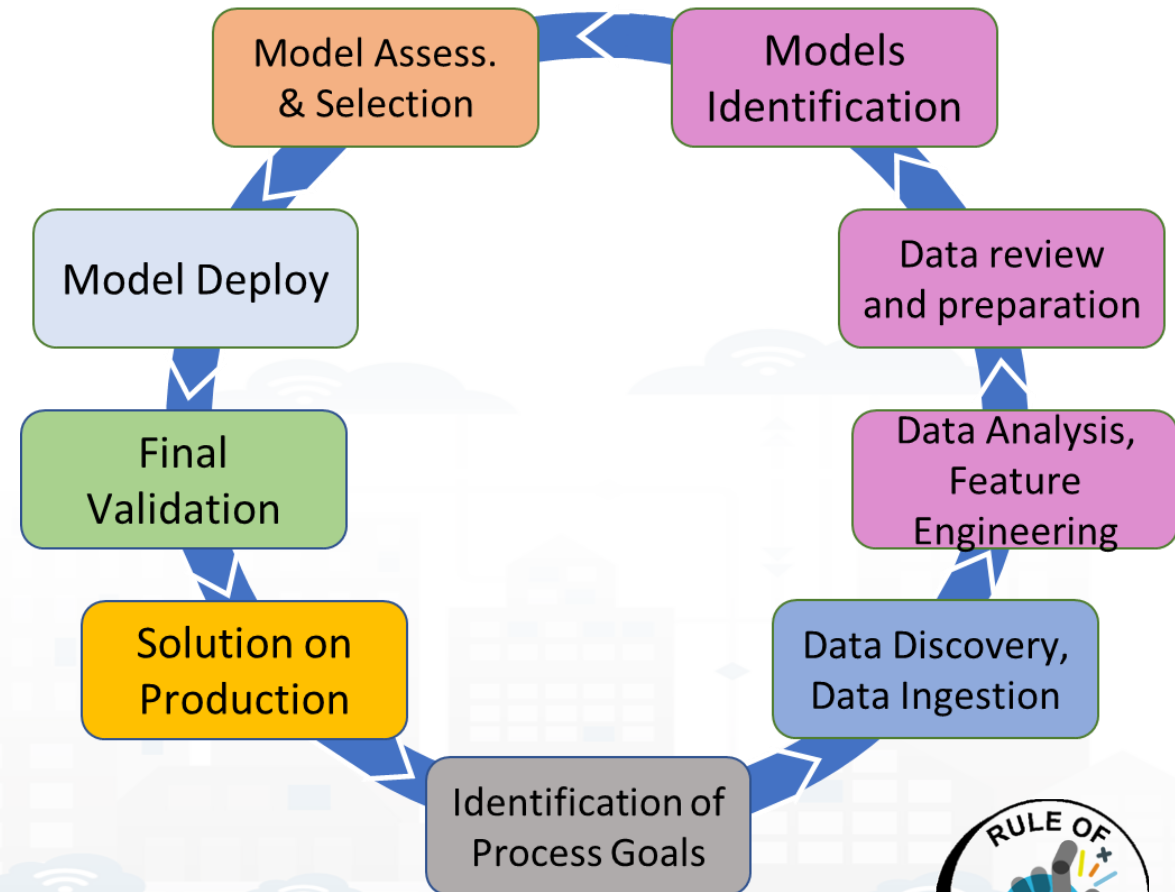 Model Assess.
& Selection
Models
Identification
Model Deploy
Data review
and preparation
Final
Validation
Data Analysis,
Feature
Engineering
Solution on
Production
Data Discovery,
Data Ingestion
Identification of
Process Goals
RULE OF